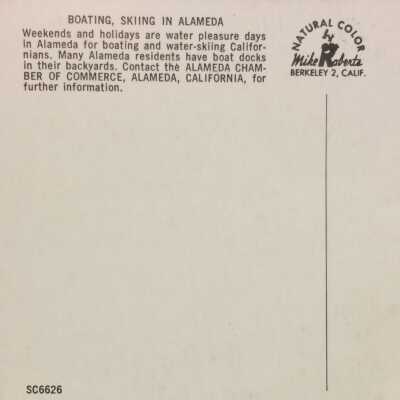 BOATING, SKIING IN ALAMEDA
Weekends and holidays are water pleasure days
in Alameda for boating and water-skiing Califor-
nians. Many Alameda residents have boat docks
in their backyards. Contact the ALAMEDA CHAM-
BER OF COMMERCE, ALAMEDA, CALIFORNIA, for
further information.
NATURAL COLOR
by
Mike Roberts
BERKELEY 2, CALIF.
SC6626